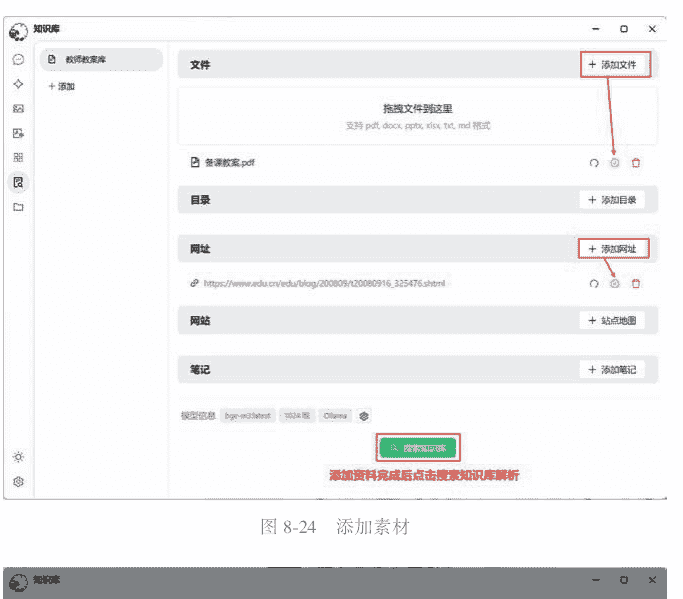 知识库
教师教案库
+ 添加
文件
+ 添加文件
拖拽文件到这里
支持 pdf, docx, pptx, xlsx, txt, md 格式
备课教案.pdf
目录
+ 添加目录
网址
+ 添加网址
https://www.edu.cn/edu/blog/200809/t20080916_325476.shtml
网站
+ 站点地图
笔记
+ 添加笔记
模型信息 bge-m3:latest 1024 维 Ollama
搜索知识库
添加资料完成后点击搜索知识库解析
图 8-24 添加素材
知识库